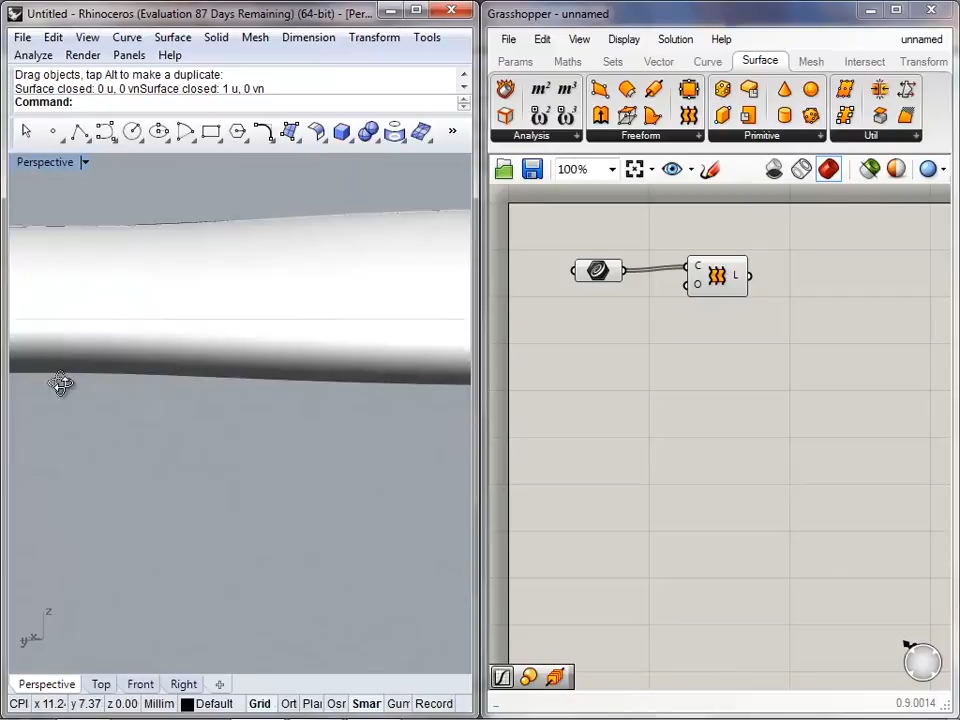 Untitled - Rhinoceros (Evaluation 87 Days Remaining) (64-bit) - [Per...
File Edit View Curve Surface Solid Mesh Dimension Transform Tools
Analyze Render Panels Help
Drag objects, tap Alt to make a duplicate:
Surface closed: 0 u, 0 vnSurface closed: 1 u, 0 vn
Command:
»
Perspective
z
y x
Perspective Top Front Right
CPl x 11.2 y 7.37 z 0.00 Millim Default Grid Ort Plai Osr Smar Gum Record
Grasshopper - unnamed
File Edit View Display Solution Help unnamed
Params Maths Sets Vector Curve Surface Mesh Intersect Transform
m² m³
Analysis Freeform Primitive Util
100%
C
O
L
0.9.0014